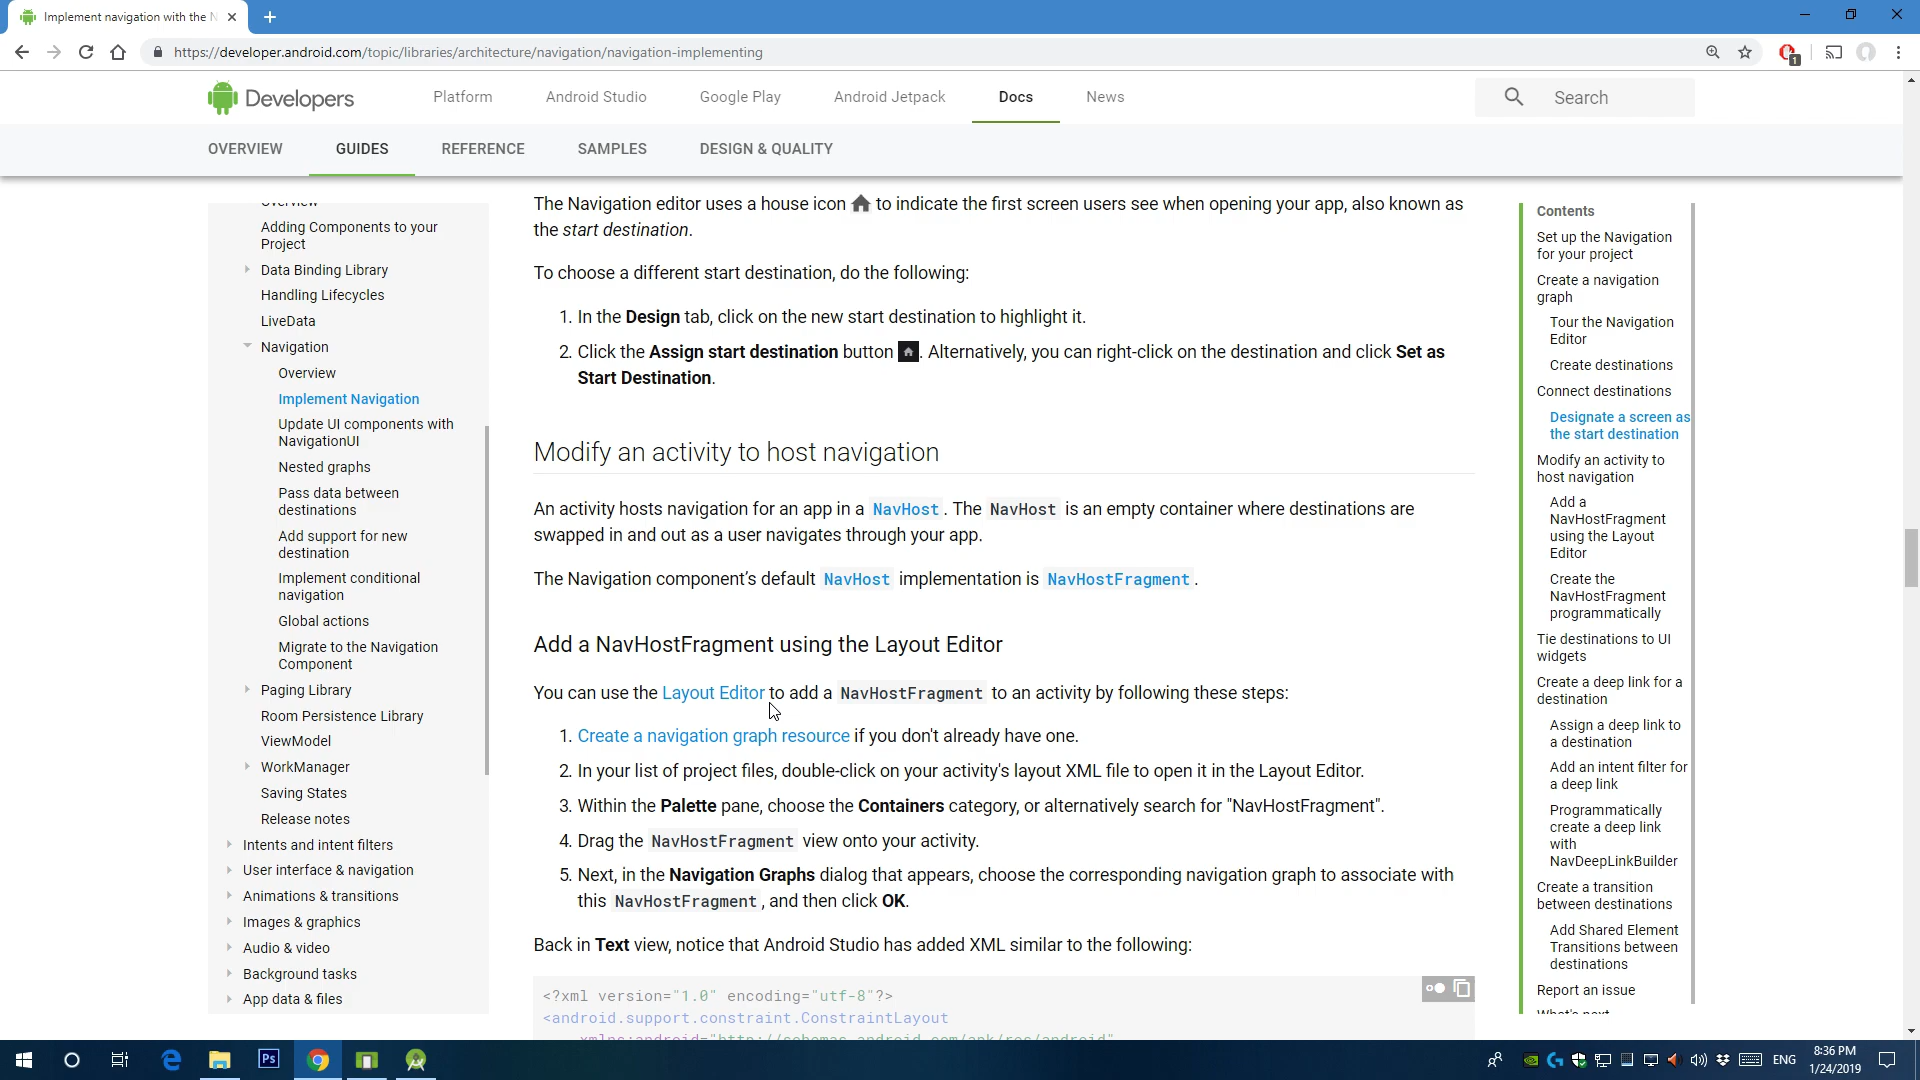 Implement navigation with the N
https://developer.android.com/topic/libraries/architecture/navigation/navigation-implementing
1
Developers
Platform
Android Studio
Google Play
Android Jetpack
Docs
News
Search
OVERVIEW
GUIDES
REFERENCE
SAMPLES
DESIGN & QUALITY
Overview
Adding Components to your
Project
Data Binding Library
Handling Lifecycles
LiveData
Navigation
Overview
Implement Navigation
Update UI components with
NavigationUI
Nested graphs
Pass data between
destinations
Add support for new
destination
Implement conditional
navigation
Global actions
Migrate to the Navigation
Component
Paging Library
Room Persistence Library
ViewModel
WorkManager
Saving States
Release notes
Intents and intent filters
User interface & navigation
Animations & transitions
Images & graphics
Audio & video
Background tasks
App data & files
The Navigation editor uses a house icon to indicate the first screen users see when opening your app, also known as
the start destination.
To choose a different start destination, do the following:
1. In the Design tab, click on the new start destination to highlight it.
2. Click the Assign start destination button . Alternatively, you can right-click on the destination and click Set as
Start Destination.
Modify an activity to host navigation
An activity hosts navigation for an app in a NavHost. The NavHost is an empty container where destinations are
swapped in and out as a user navigates through your app.
The Navigation component's default NavHost implementation is NavHostFragment.
Add a NavHostFragment using the Layout Editor
You can use the Layout Editor to add a NavHostFragment to an activity by following these steps:
1. Create a navigation graph resource if you don't already have one.
2. In your list of project files, double-click on your activity's layout XML file to open it in the Layout Editor.
3. Within the Palette pane, choose the Containers category, or alternatively search for "NavHostFragment".
4. Drag the NavHostFragment view onto your activity.
5. Next, in the Navigation Graphs dialog that appears, choose the corresponding navigation graph to associate with
this NavHostFragment, and then click OK.
Back in Text view, notice that Android Studio has added XML similar to the following:
<?xml version="1.0" encoding="utf-8"?>
<android.support.constraint.ConstraintLayout
xmlns:android="http://schemas.android.com/apk/res/android"
Contents
Set up the Navigation
for your project
Create a navigation
graph
Tour the Navigation
Editor
Create destinations
Connect destinations
Designate a screen as
the start destination
Modify an activity to
host navigation
Add a
NavHostFragment
using the Layout
Editor
Create the
NavHostFragment
programmatically
Tie destinations to UI
widgets
Create a deep link for a
destination
Assign a deep link to
a destination
Add an intent filter for
a deep link
Programmatically
create a deep link
with
NavDeepLinkBuilder
Create a transition
between destinations
Add Shared Element
Transitions between
destinations
Report an issue
What's next
Ps
ENG
8:36 PM
1/24/2019